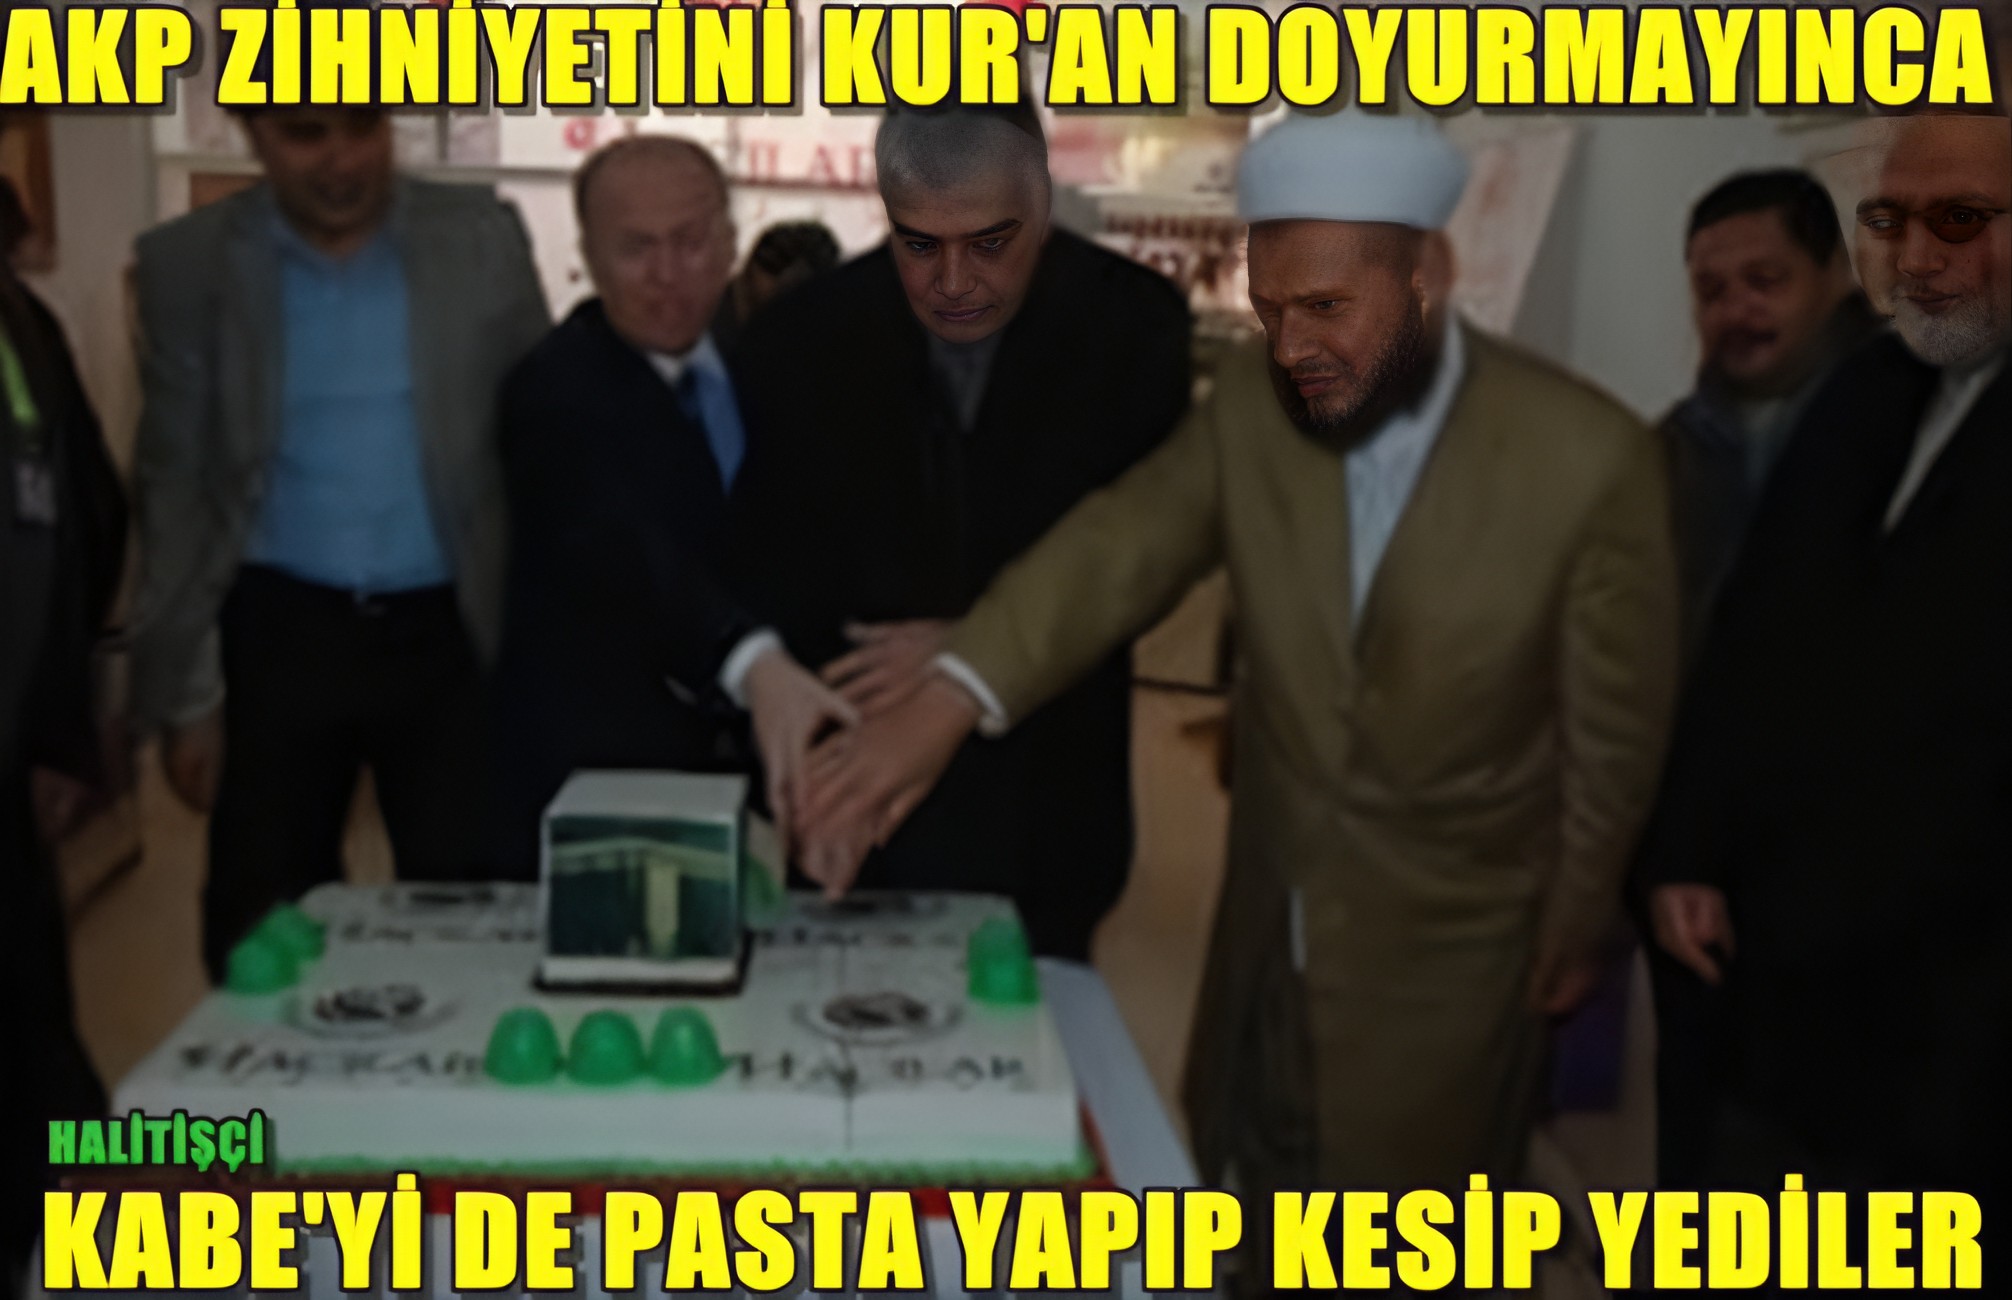 AKP ZİHNİYETİNİ KUR'AN DOYURMAYINCA
HALİTİŞÇİ
KABE'Yİ DE PASTA YAPIP KESİP YEDİLER